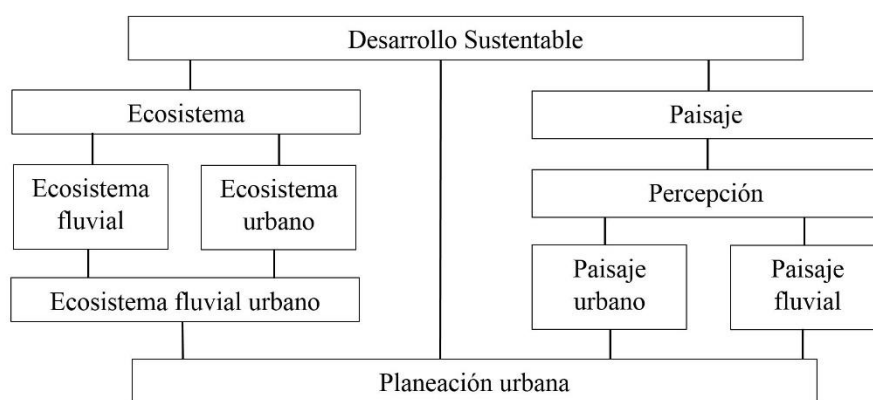 Desarrollo Sustentable
Ecosistema
Paisaje
Ecosistema
fluvial
Ecosistema
urbano
Percepción
Ecosistema fluvial urbano
Paisaje
urbano
Paisaje
fluvial
Planeación urbana